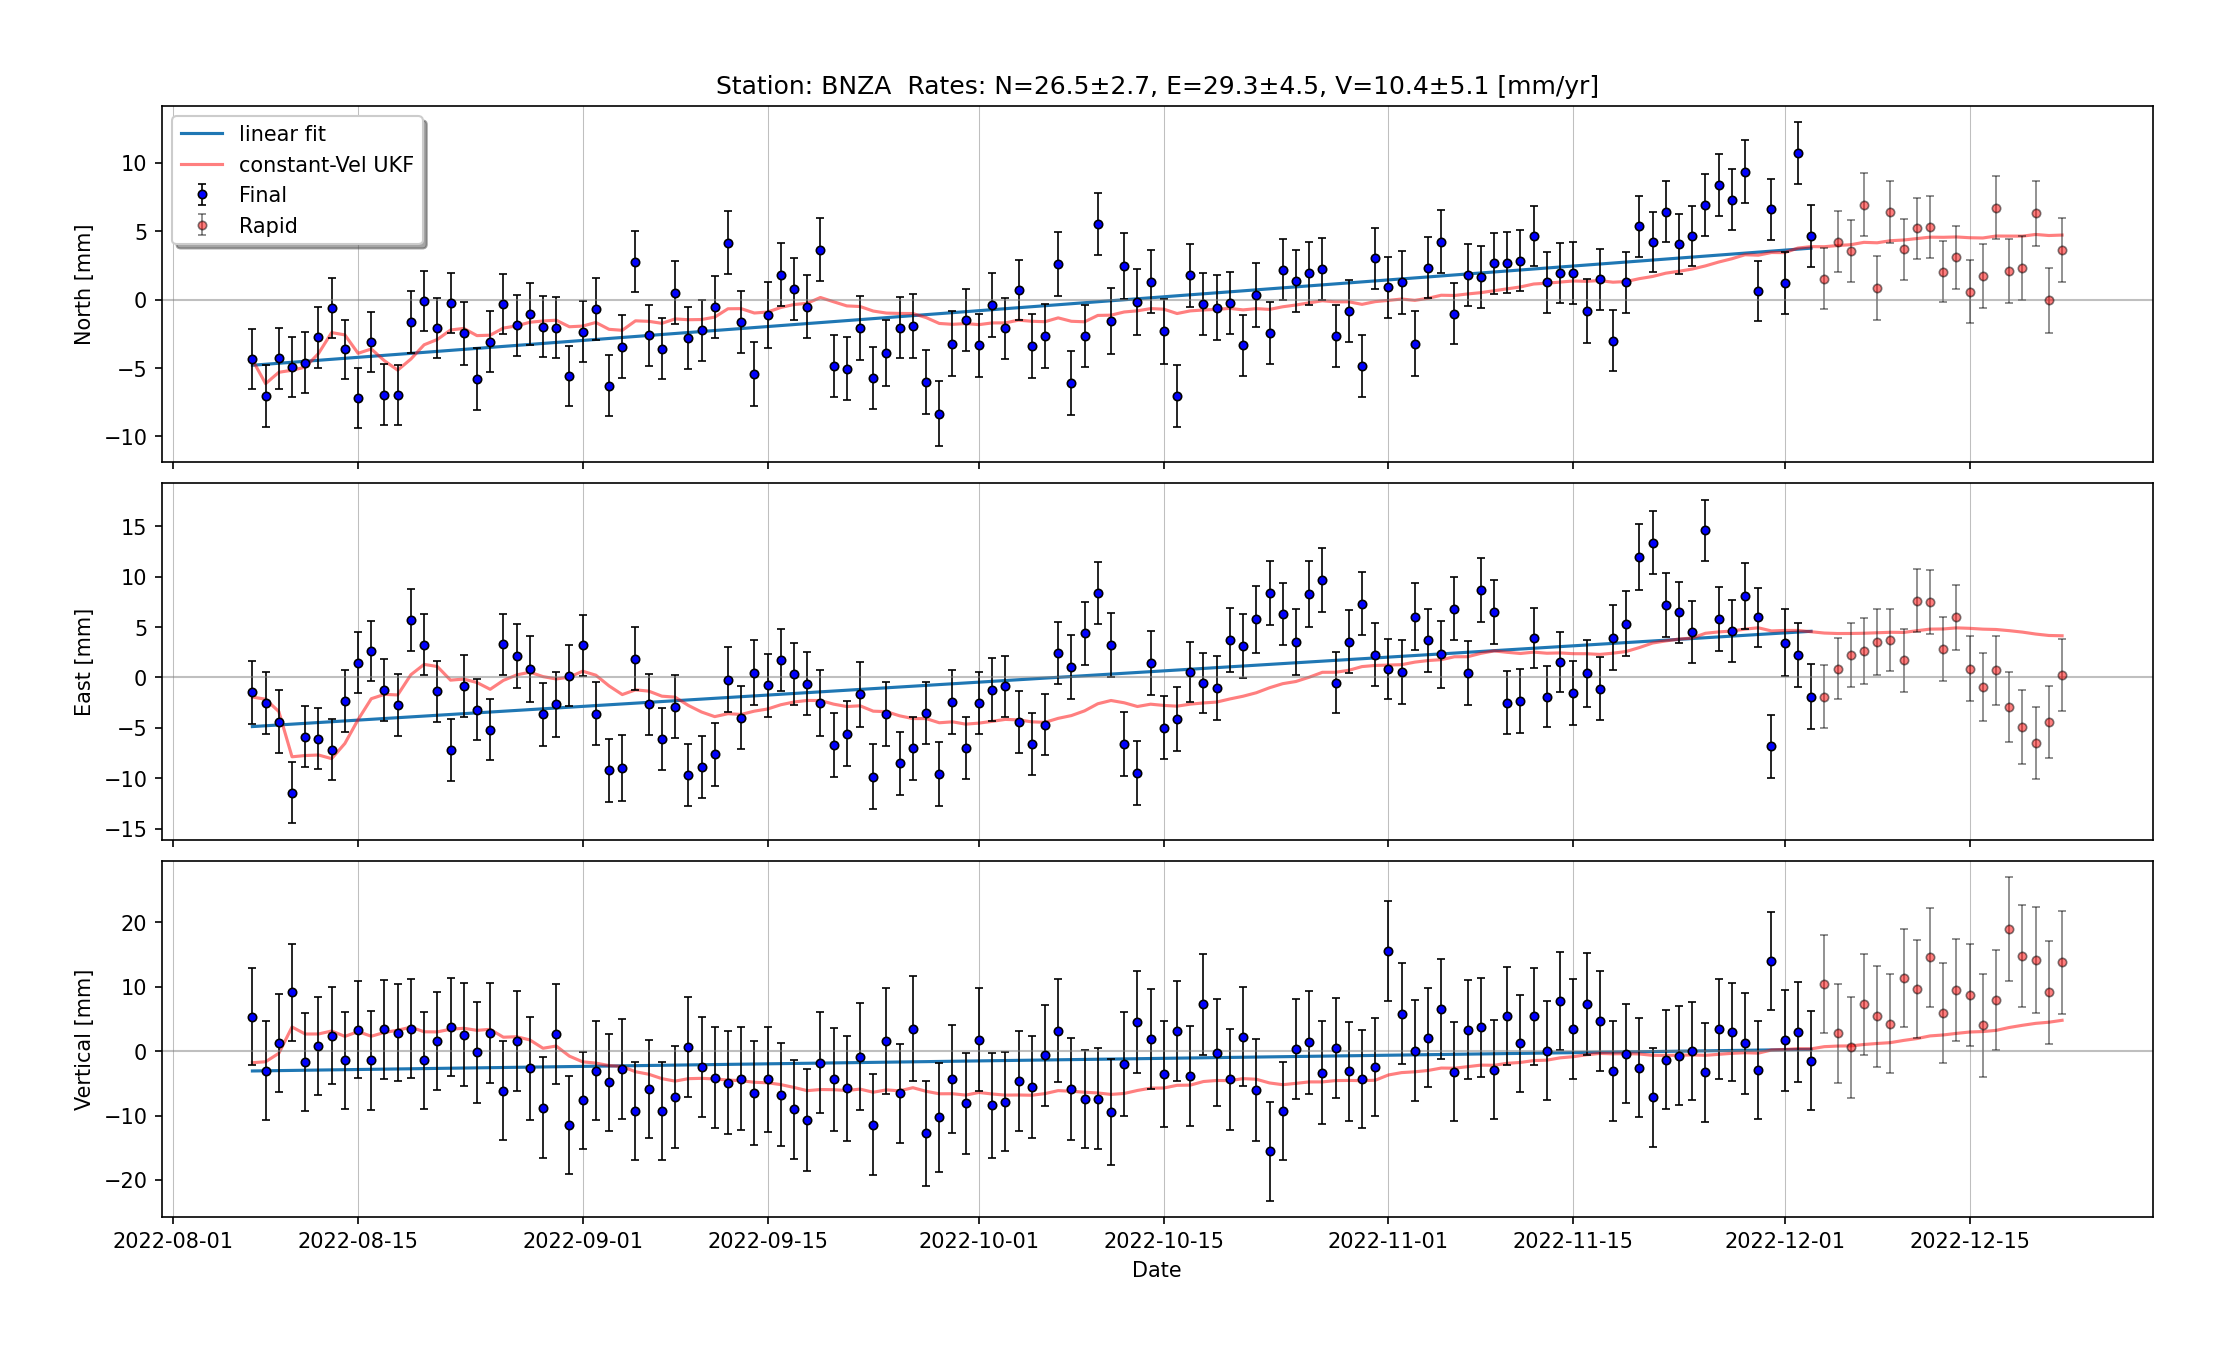 Station: BNZA  Rates: N=26.5±2.7, E=29.3±4.5, V=10.4±5.1 [mm/yr]
linear fit
constant-Vel UKF
Final
Rapid
North [mm]
10
5
0
−5
−10
East [mm]
15
10
5
0
−5
−10
−15
Vertical [mm]
20
10
0
−10
−20
2022-08-01 2022-08-15 2022-09-01 2022-09-15 2022-10-01 2022-10-15 2022-11-01 2022-11-15 2022-12-01 2022-12-15
Date